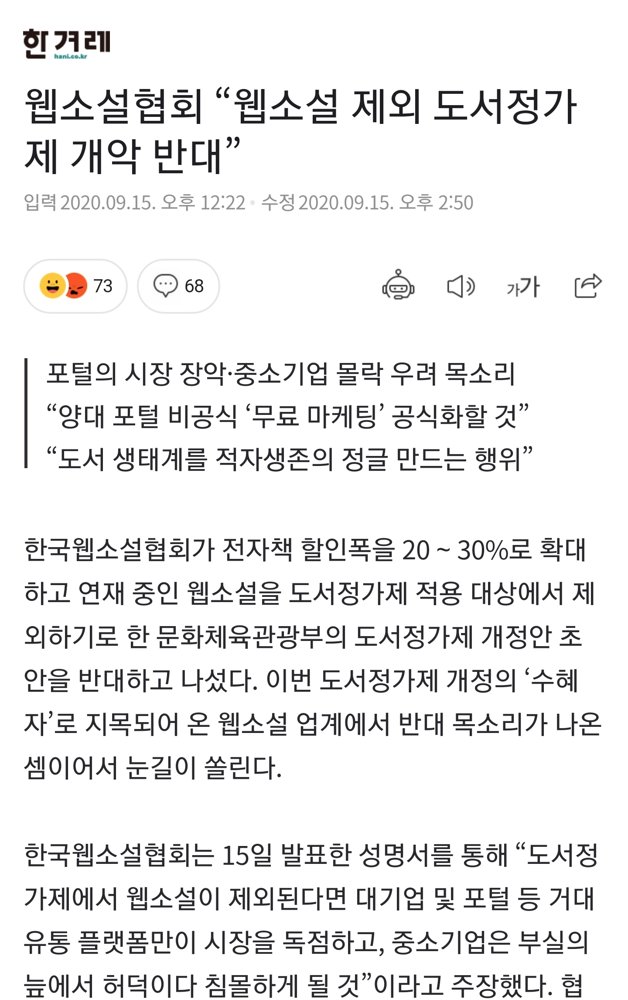 한겨레
hani.co.kr
웹소설협회 “웹소설 제외 도서정가
제 개악 반대”
입력 2020.09.15. 오후 12:22 • 수정 2020.09.15. 오후 2:50
73 68 가가
포털의 시장 장악·중소기업 몰락 우려 목소리
“양대 포털 비공식 ‘무료 마케팅’ 공식화할 것”
“도서 생태계를 적자생존의 정글 만드는 행위”
한국웹소설협회가 전자책 할인폭을 20 ~ 30%로 확대
하고 연재 중인 웹소설을 도서정가제 적용 대상에서 제
외하기로 한 문화체육관광부의 도서정가제 개정안 초
안을 반대하고 나섰다. 이번 도서정가제 개정의 ‘수혜
자’로 지목되어 온 웹소설 업계에서 반대 목소리가 나온
셈이어서 눈길이 쏠린다.
한국웹소설협회는 15일 발표한 성명서를 통해 “도서정
가제에서 웹소설이 제외된다면 대기업 및 포털 등 거대
유통 플랫폼만이 시장을 독점하고, 중소기업은 부실의
늪에서 허덕이다 침몰하게 될 것”이라고 주장했다. 협